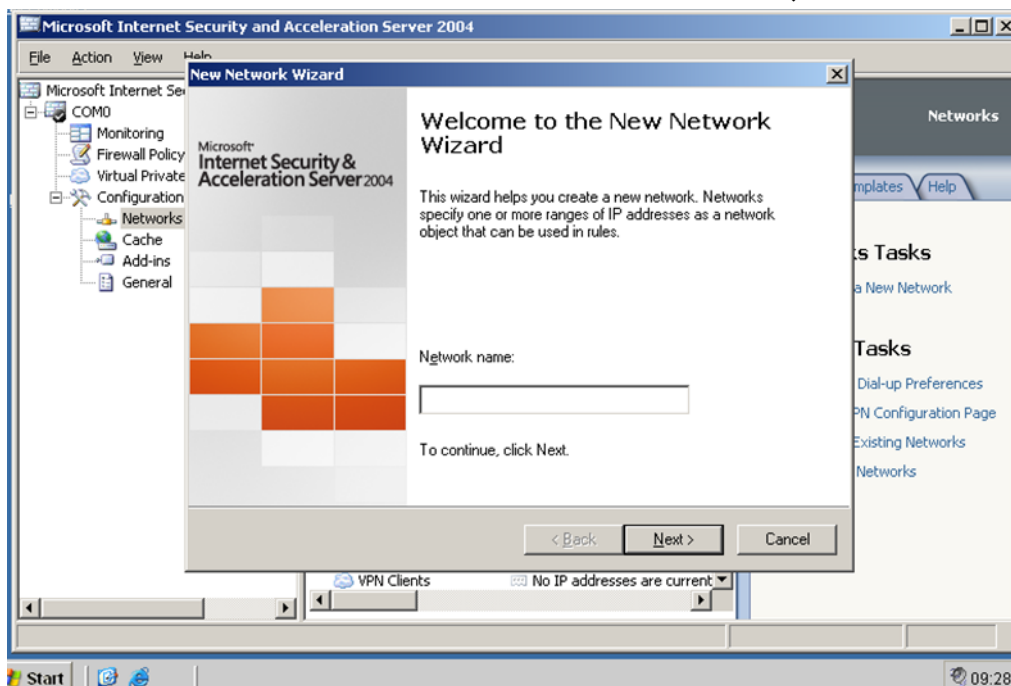 Microsoft Internet Security and Acceleration Server 2004
File Action View Help
New Network Wizard
Microsoft Internet Se
COM0
Monitoring
Firewall Policy
Virtual Private
Configuration
Networks
Cache
Add-ins
General
Microsoft
Internet Security &
Acceleration Server 2004
Welcome to the New Network
Wizard
This wizard helps you create a new network. Networks
specify one or more ranges of IP addresses as a network
object that can be used in rules.
Network name:
To continue, click Next.
< Back Next > Cancel
Networks
mplates Help
s Tasks
a New Network
Tasks
Dial-up Preferences
PN Configuration Page
Existing Networks
Networks
VPN Clients No IP addresses are current
Start 09:28